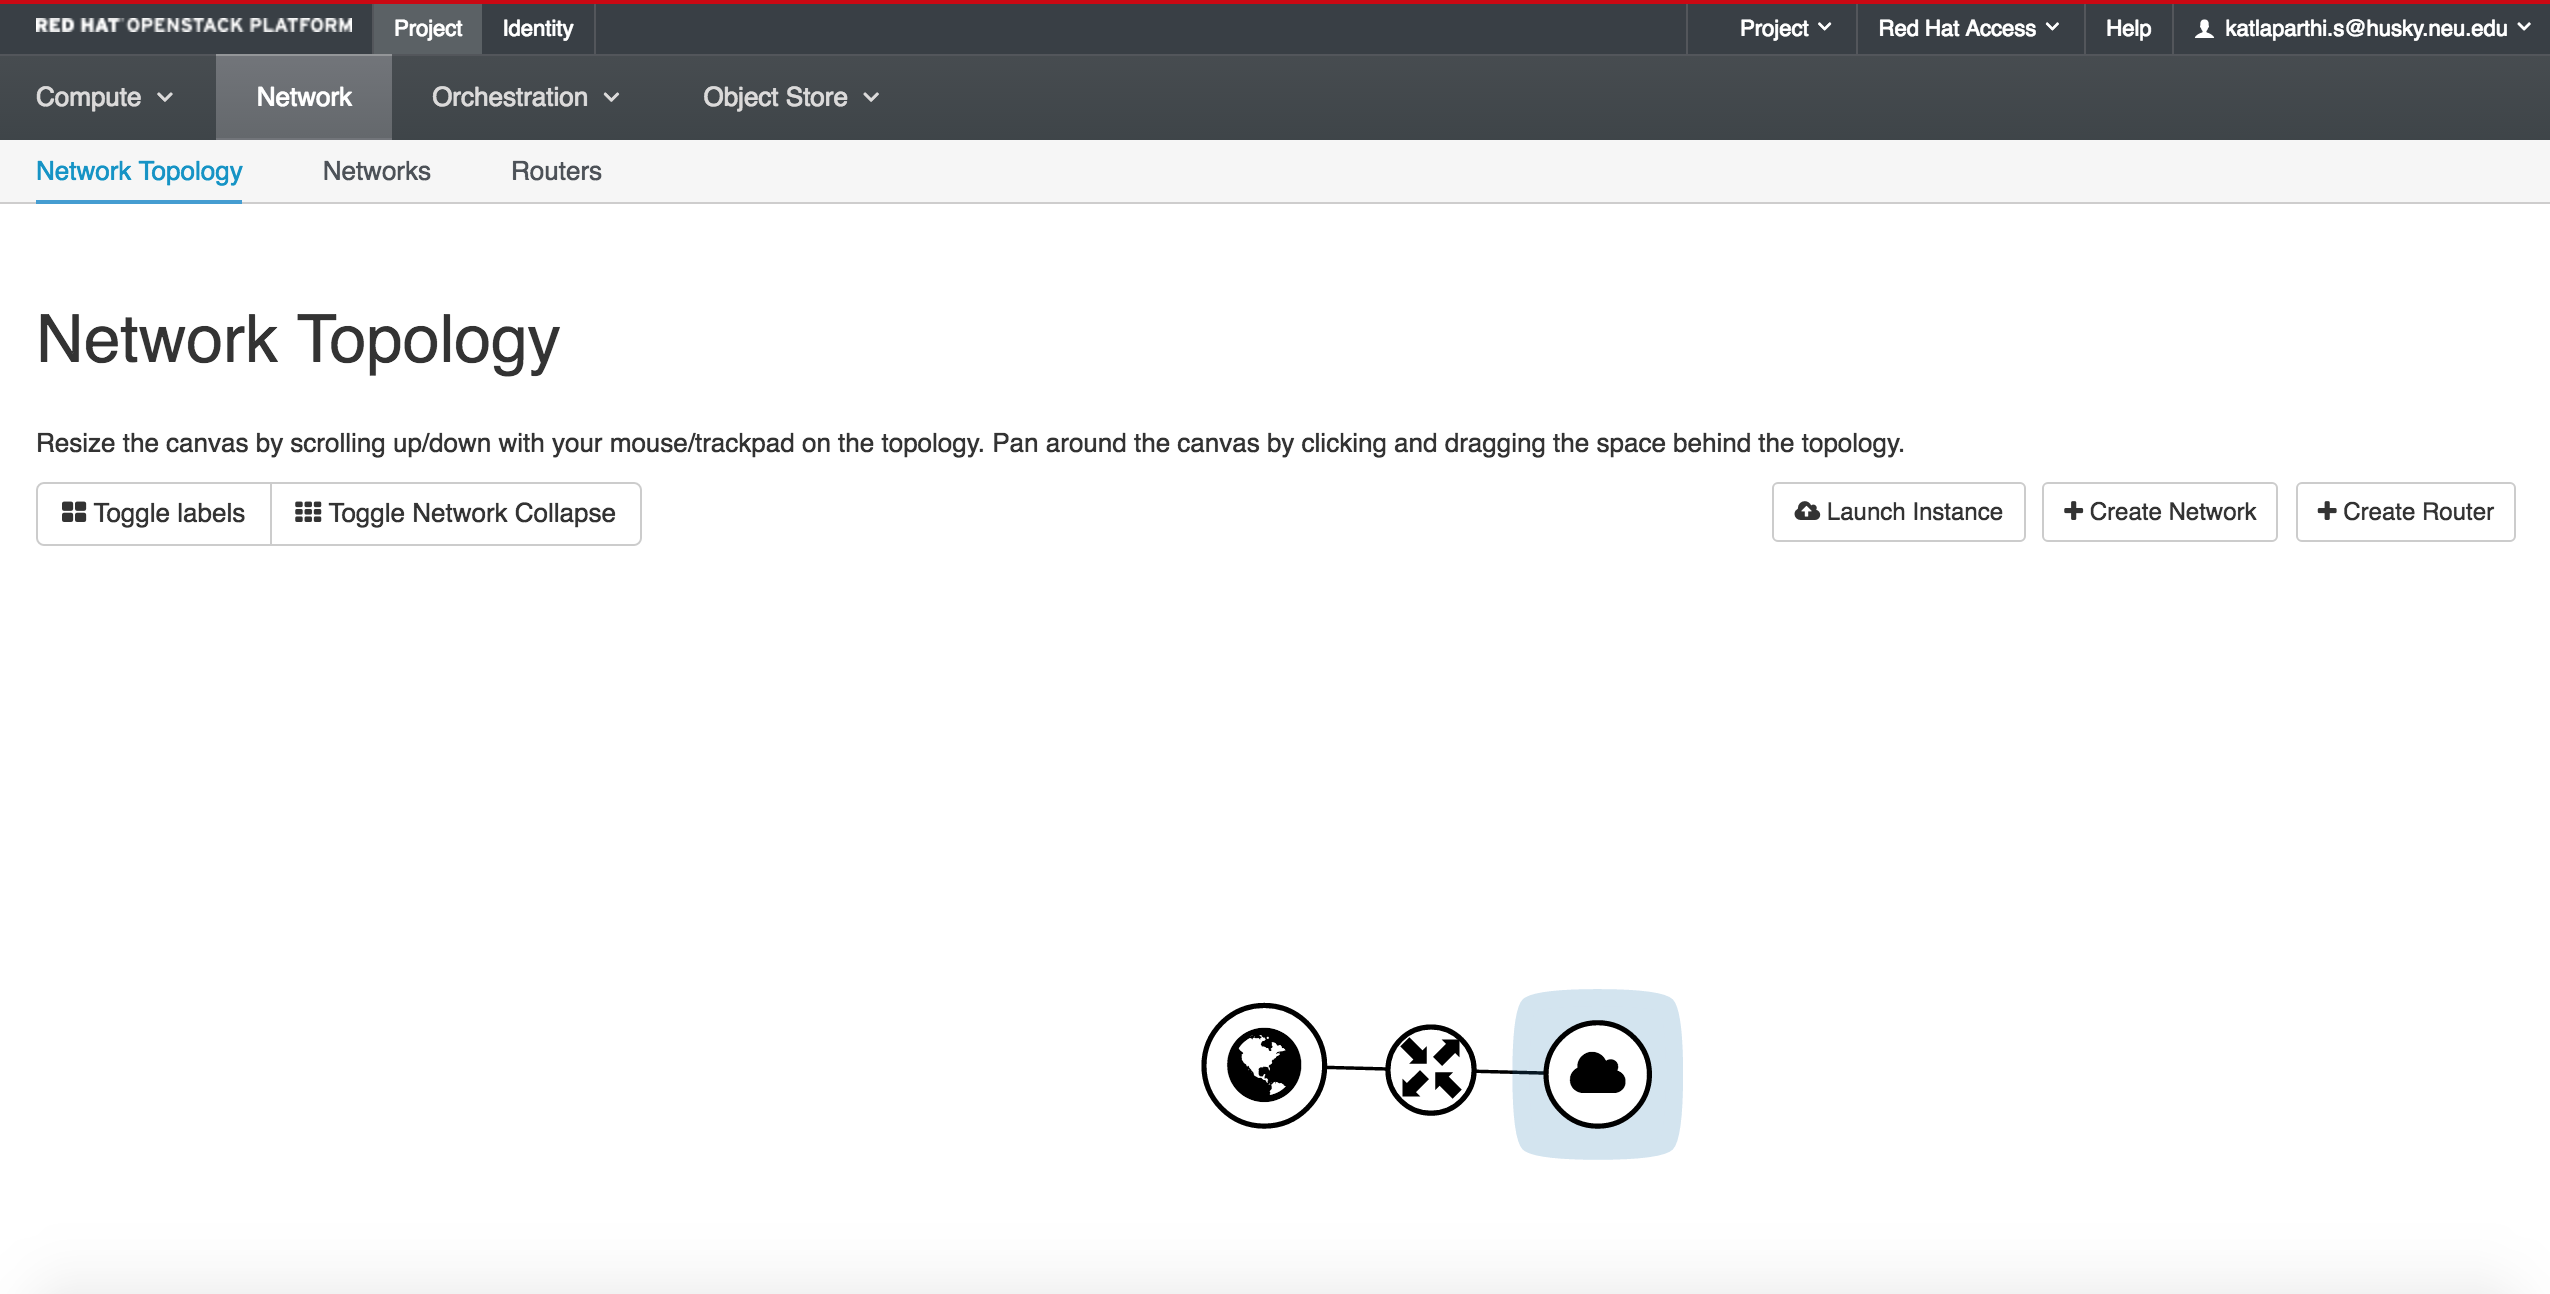 RED HAT OPENSTACK PLATFORM Project Identity Project Red Hat Access Help katlaparthi.s@husky.neu.edu
Compute Network Orchestration Object Store
Network Topology Networks Routers
Network Topology
Resize the canvas by scrolling up/down with your mouse/trackpad on the topology. Pan around the canvas by clicking and dragging the space behind the topology.
Toggle labels Toggle Network Collapse Launch Instance + Create Network + Create Router